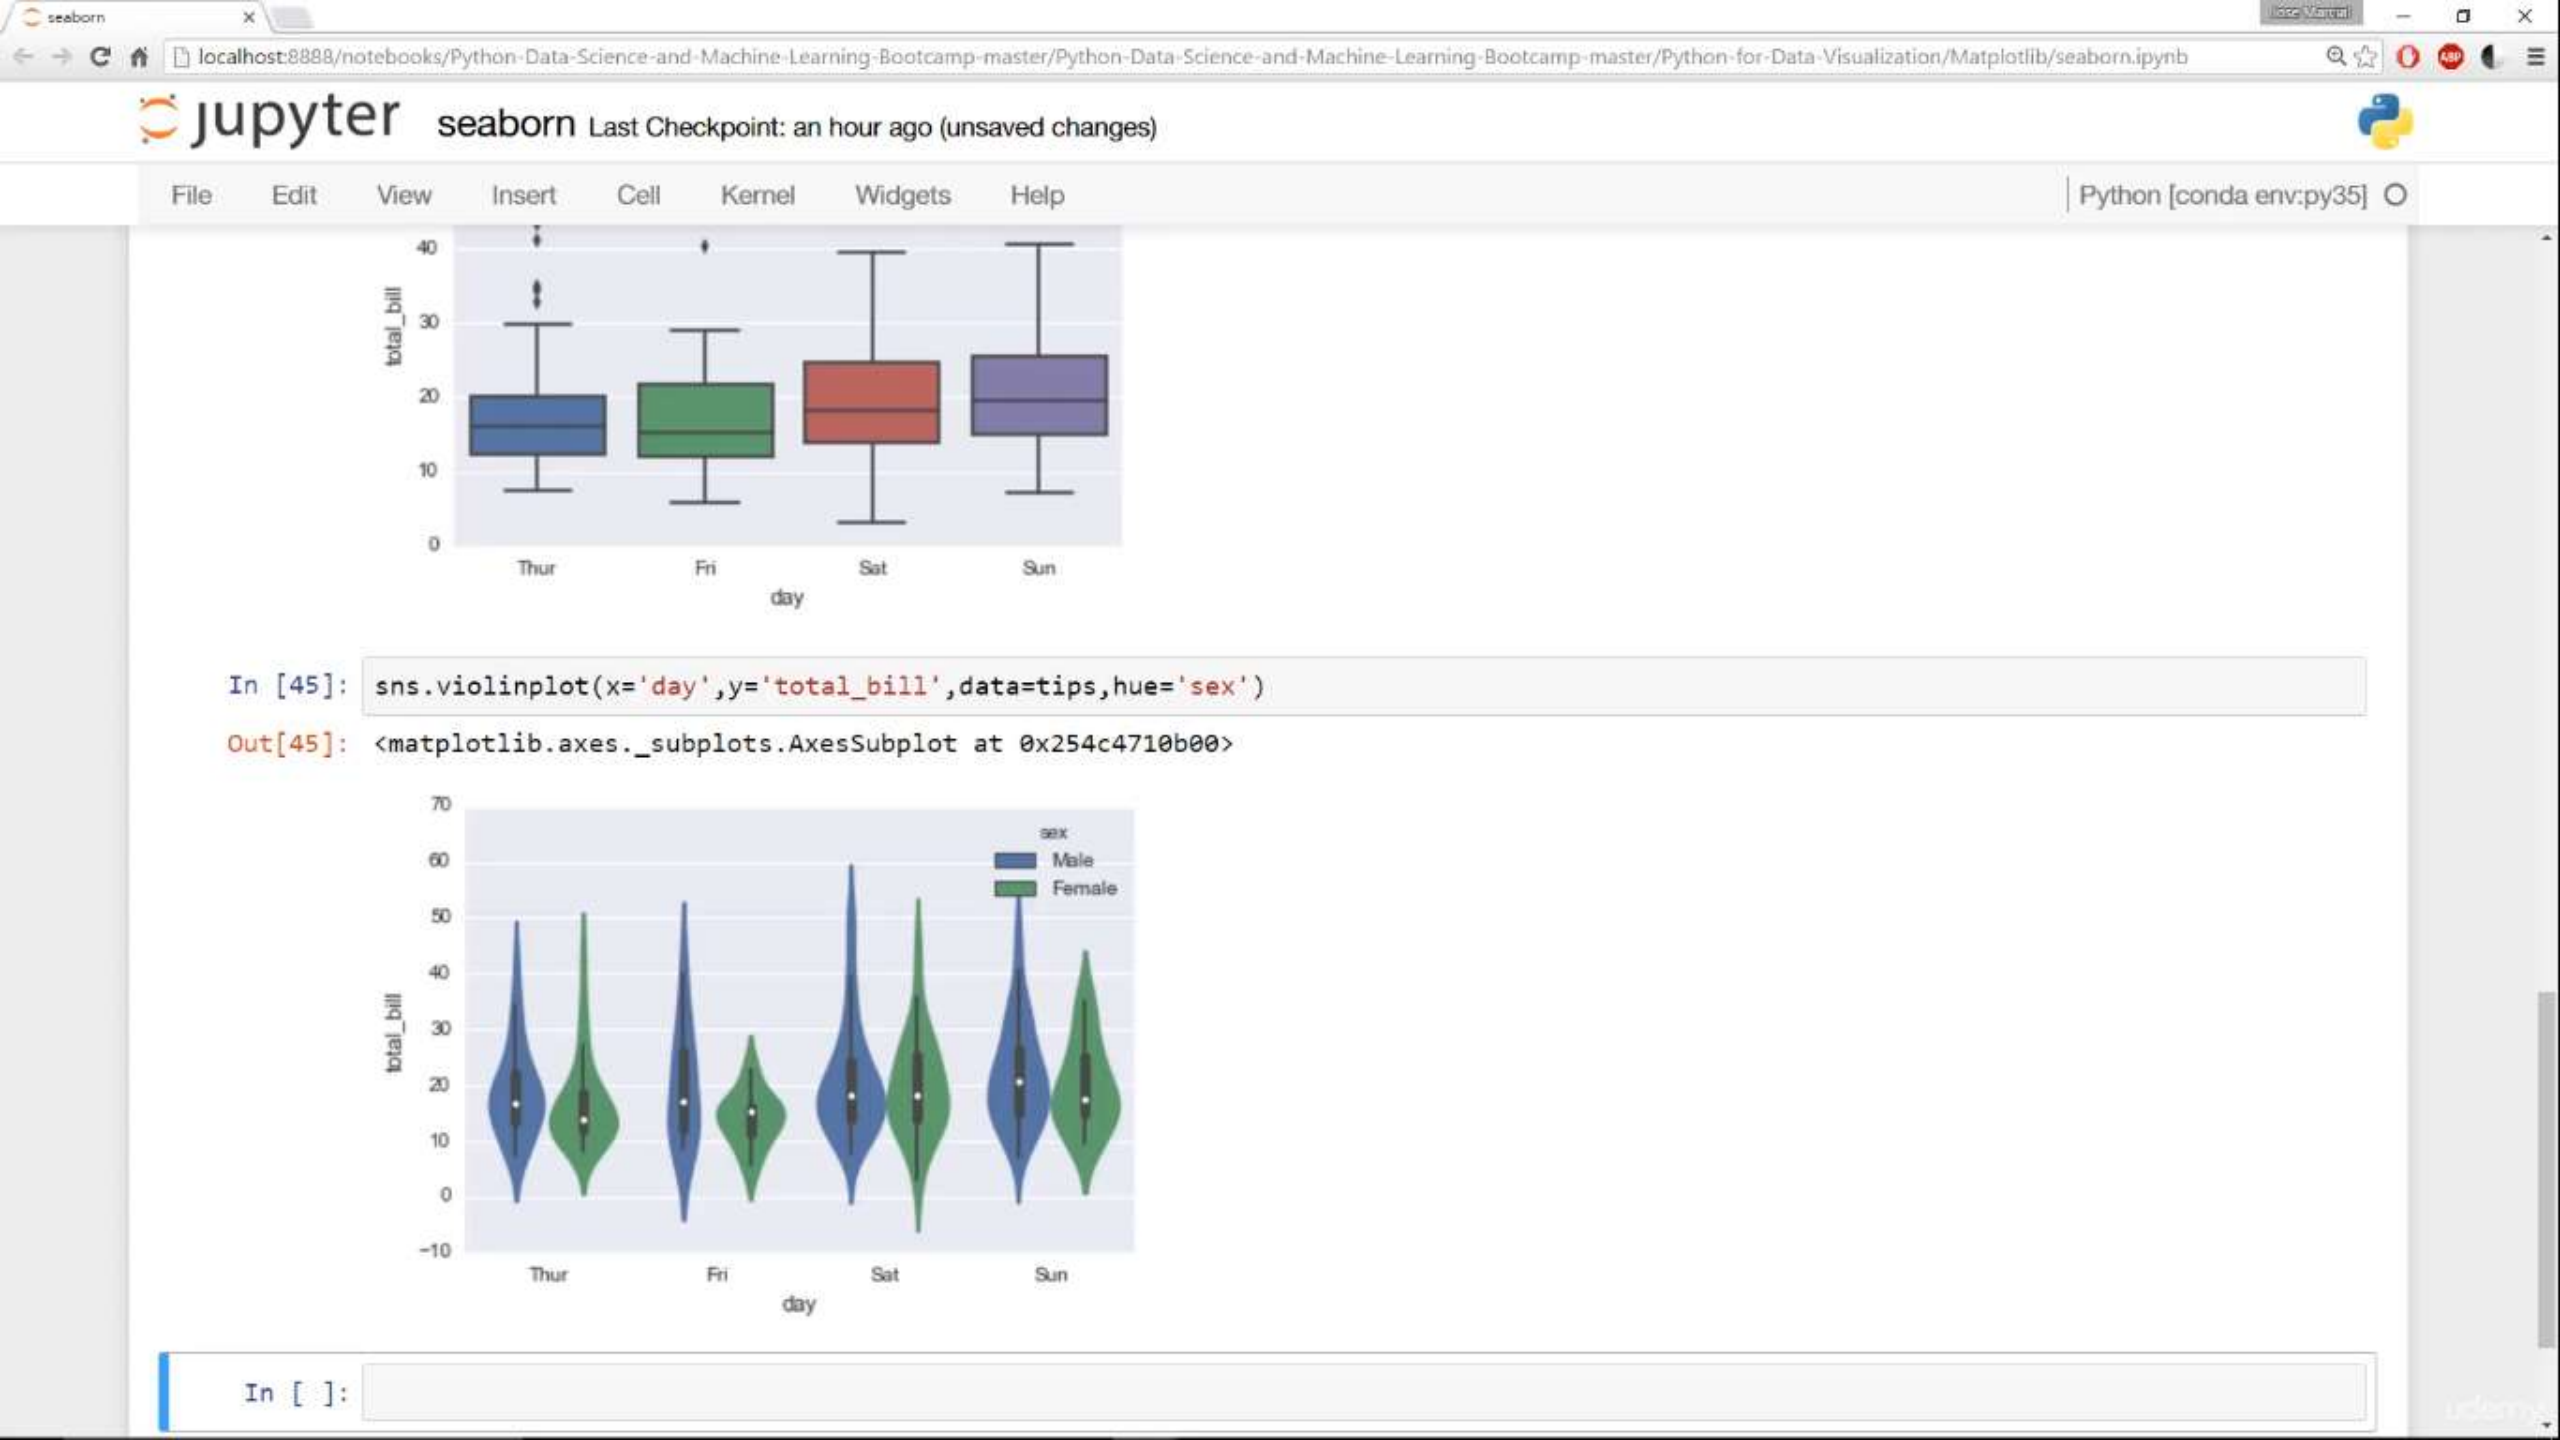 seaborn
Jose Marcial
localhost:8888/notebooks/Python-Data-Science-and-Machine-Learning-Bootcamp-master/Python-Data-Science-and-Machine-Learning-Bootcamp-master/Python-for-Data-Visualization/Matplotlib/seaborn.ipynb
ABP
jupyter seaborn Last Checkpoint: an hour ago (unsaved changes)
File Edit View Insert Cell Kernel Widgets Help Python [conda env:py35]
40
30
20
10
0
total_bill
Thur Fri Sat Sun
day
In [45]: sns.violinplot(x='day',y='total_bill',data=tips,hue='sex')
Out[45]: <matplotlib.axes._subplots.AxesSubplot at 0x254c4710b00>
70
60
50
40
30
20
10
0
-10
total_bill
sex
Male
Female
Thur Fri Sat Sun
day
In [ ]:
udemy